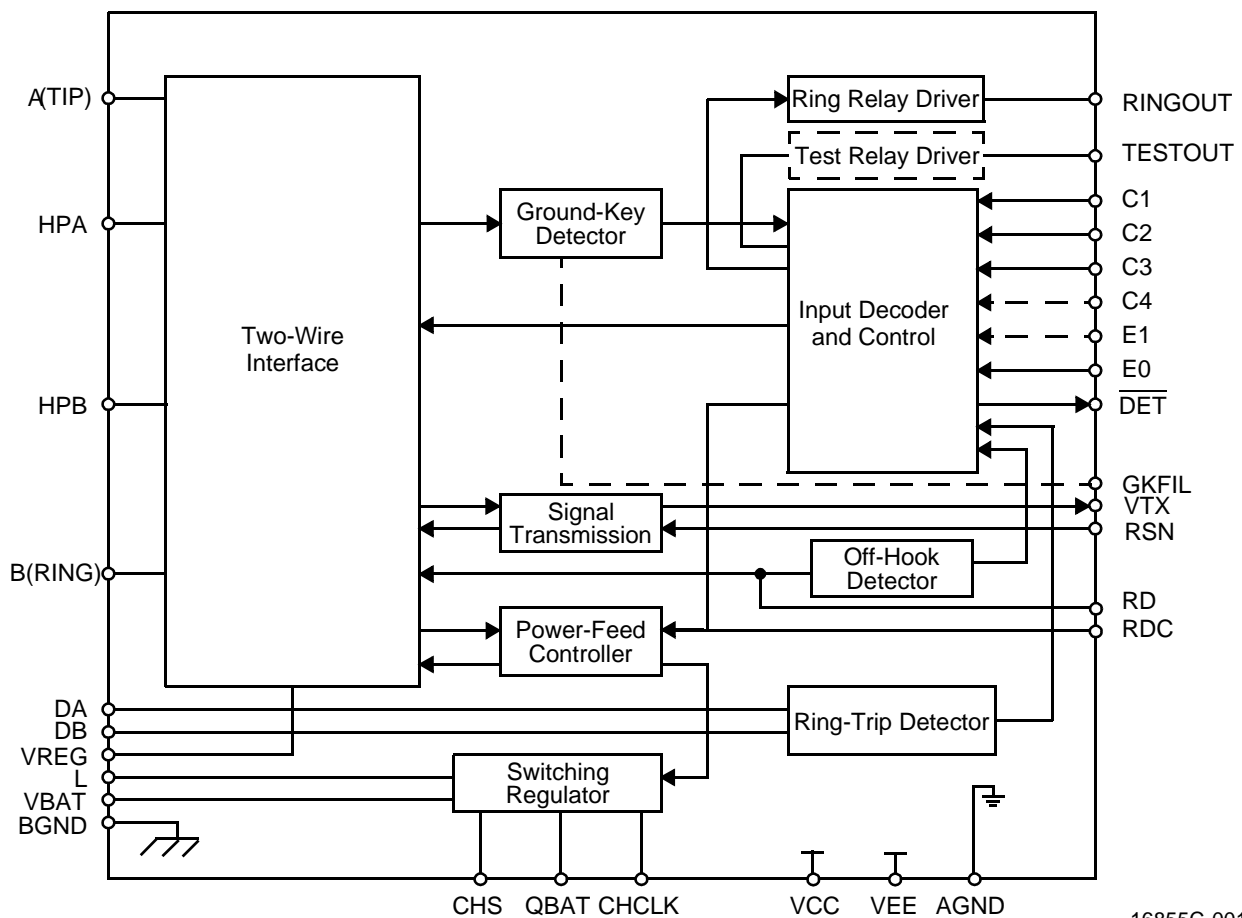 A(TIP)
HPA
HPB
B(RING)
DA
DB
VREG
L
VBAT
BGND
Two-Wire
Interface
Ground-Key
Detector
Signal
Transmission
Power-Feed
Controller
Switching
Regulator
Ring Relay Driver
Test Relay Driver
Input Decoder
and Control
Off-Hook
Detector
Ring-Trip Detector
RINGOUT
TESTOUT
C1
C2
C3
C4
E1
E0
DET
GKFIL
VTX
RSN
RD
RDC
CHS
QBAT
CHCLK
VCC
VEE
AGND